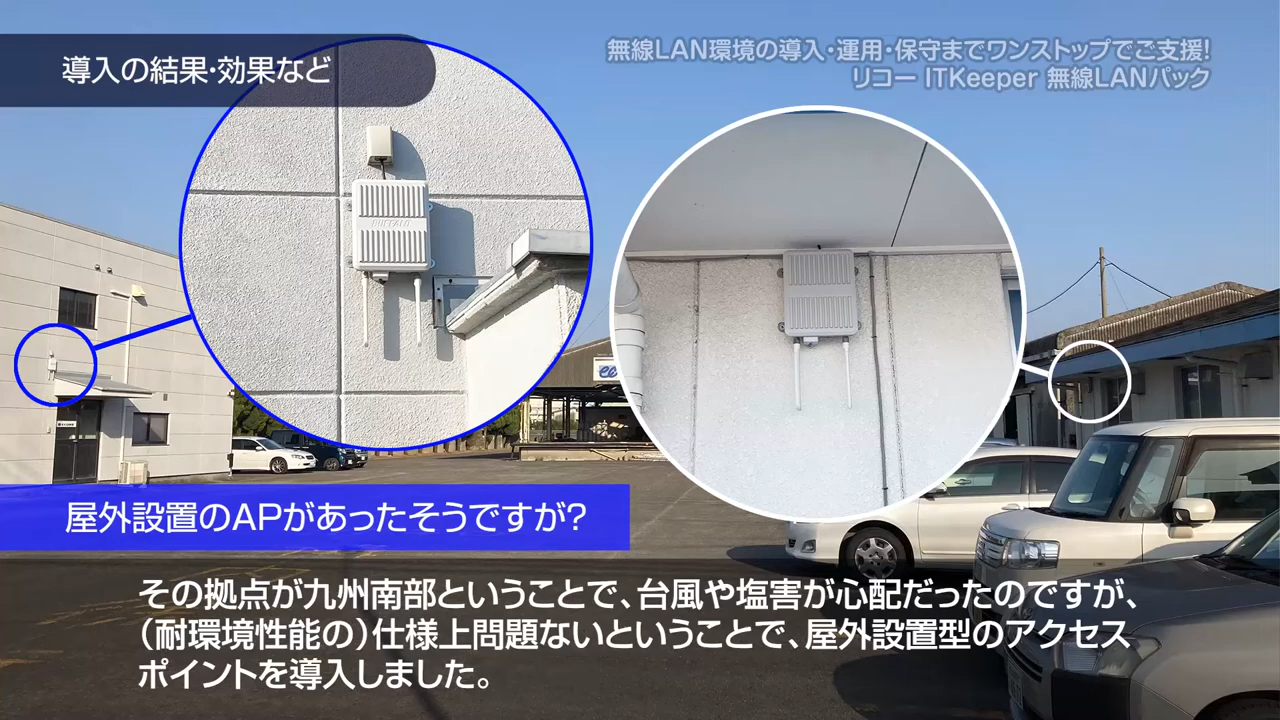 導入の結果・効果など
無線LAN環境の導入・運用・保守までワンストップでご支援!
リコー ITKeeper 無線LANパック
屋外設置のAPがあったそうですが?
その拠点が九州南部ということで、台風や塩害が心配だったのですが、
(耐環境性能の)仕様上問題ないということで、屋外設置型のアクセス
ポイントを導入しました。